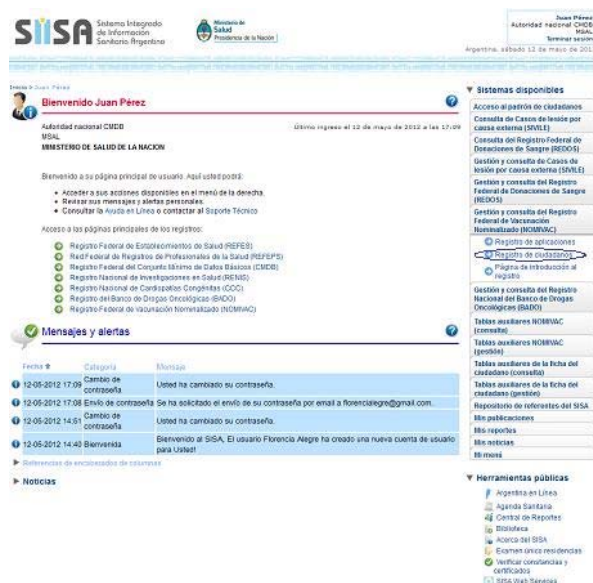 SIISA
Sistema Integrado
de Información
Sanitaria Argentino
Ministerio de
Salud
Presidencia de la Nación
Juan Pérez
Autoridad nacional CMDB
MSAL
Terminar sesión
Argentina, sábado 12 de mayo de 201
Inicio > Juan Pérez
Bienvenido Juan Pérez
Autoridad nacional CMDB
MSAL
MINISTERIO DE SALUD DE LA NACION
Último ingreso el 12 de mayo de 2012 a las 17:09
Bienvenido a su página principal de usuario. Aquí usted podrá:
Acceder a sus acciones disponibles en el menú de la derecha.
Revisar sus mensajes y alertas personales.
Consultar la Ayuda en Línea o contactar al Soporte Técnico
Acceso a las páginas principales de los registros:
Registro Federal de Establecimientos de Salud (REFES)
Red Federal de Registros de Profesionales de la Salud (REFEPS)
Registro Federal del Conjunto Mínimo de Datos Básicos (CMDB)
Registro Nacional de Investigaciones en Salud (RENIS)
Registro Nacional de Cardiopatías Congénitas (CCC)
Registro del Banco de Drogas Oncológicas (BADO)
Registro Federal de Vacunación Nominalizado (NOMIVAC)
Mensajes y alertas
Fecha Categoría Mensaje
12-05-2012 17:09 Cambio de contraseña Usted ha cambiado su contraseña.
12-05-2012 17:08 Envío de contraseña Se ha solicitado el envío de su contraseña por email a florencialegre@gmail.com.
12-05-2012 14:51 Cambio de contraseña Usted ha cambiado su contraseña.
12-05-2012 14:40 Bienvenida Bienvenido al SISA, El usuario Florencia Alegre ha creado una nueva cuenta de usuario
para Usted!
Referencias de encabezados de columnas
Noticias
Sistemas disponibles
Acceso al padrón de ciudadanos
Consulta de Casos de lesión por
causa externa (SIVILE)
Consulta del Registro Federal de
Donaciones de Sangre (REDOS)
Gestión y consulta de Casos de
lesión por causa externa (SIVILE)
Gestión y consulta del Registro
Federal de Donaciones de Sangre
(REDOS)
Gestión y consulta del Registro
Federal de Vacunación
Nominalizado (NOMIVAC)
Registro de aplicaciones
Registro de ciudadanos
Página de introducción al
registro
Gestión y consulta del Registro
Nacional del Banco de Drogas
Oncológicas (BADO)
Tablas auxiliares NOMIVAC
(consulta)
Tablas auxiliares NOMIVAC
(gestión)
Tablas auxiliares de la ficha del
ciudadano (consulta)
Tablas auxiliares de la ficha del
ciudadano (gestión)
Repositorio de referentes del SISA
Mis publicaciones
Mis reportes
Mis noticias
Mi menú
Herramientas públicas
Argentina en Línea
Agenda Sanitaria
Central de Reportes
Biblioteca
Acerca del SISA
Examen único residencias
Verificar constancias y
certificados
SISA Web Services